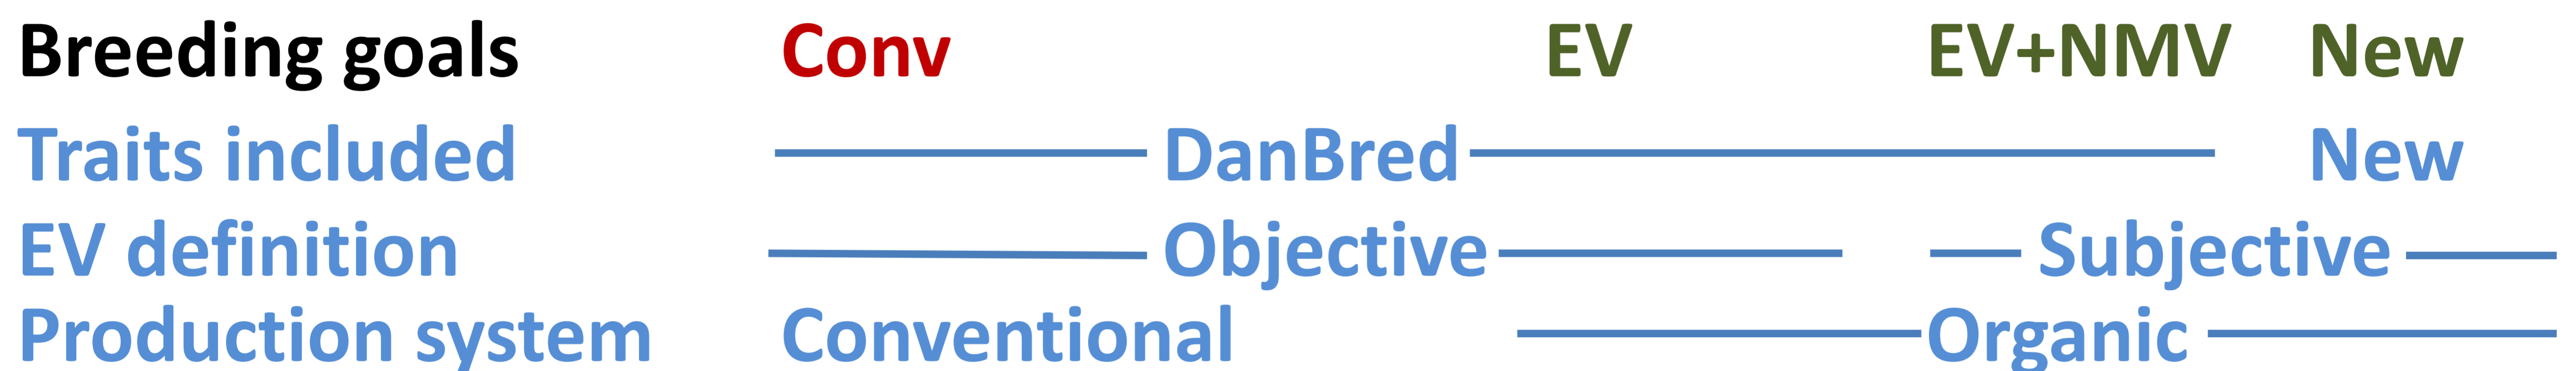 Breeding goals Conv EV EV+NMV New
Traits included DanBred New
EV definition Objective Subjective
Production system Conventional Organic